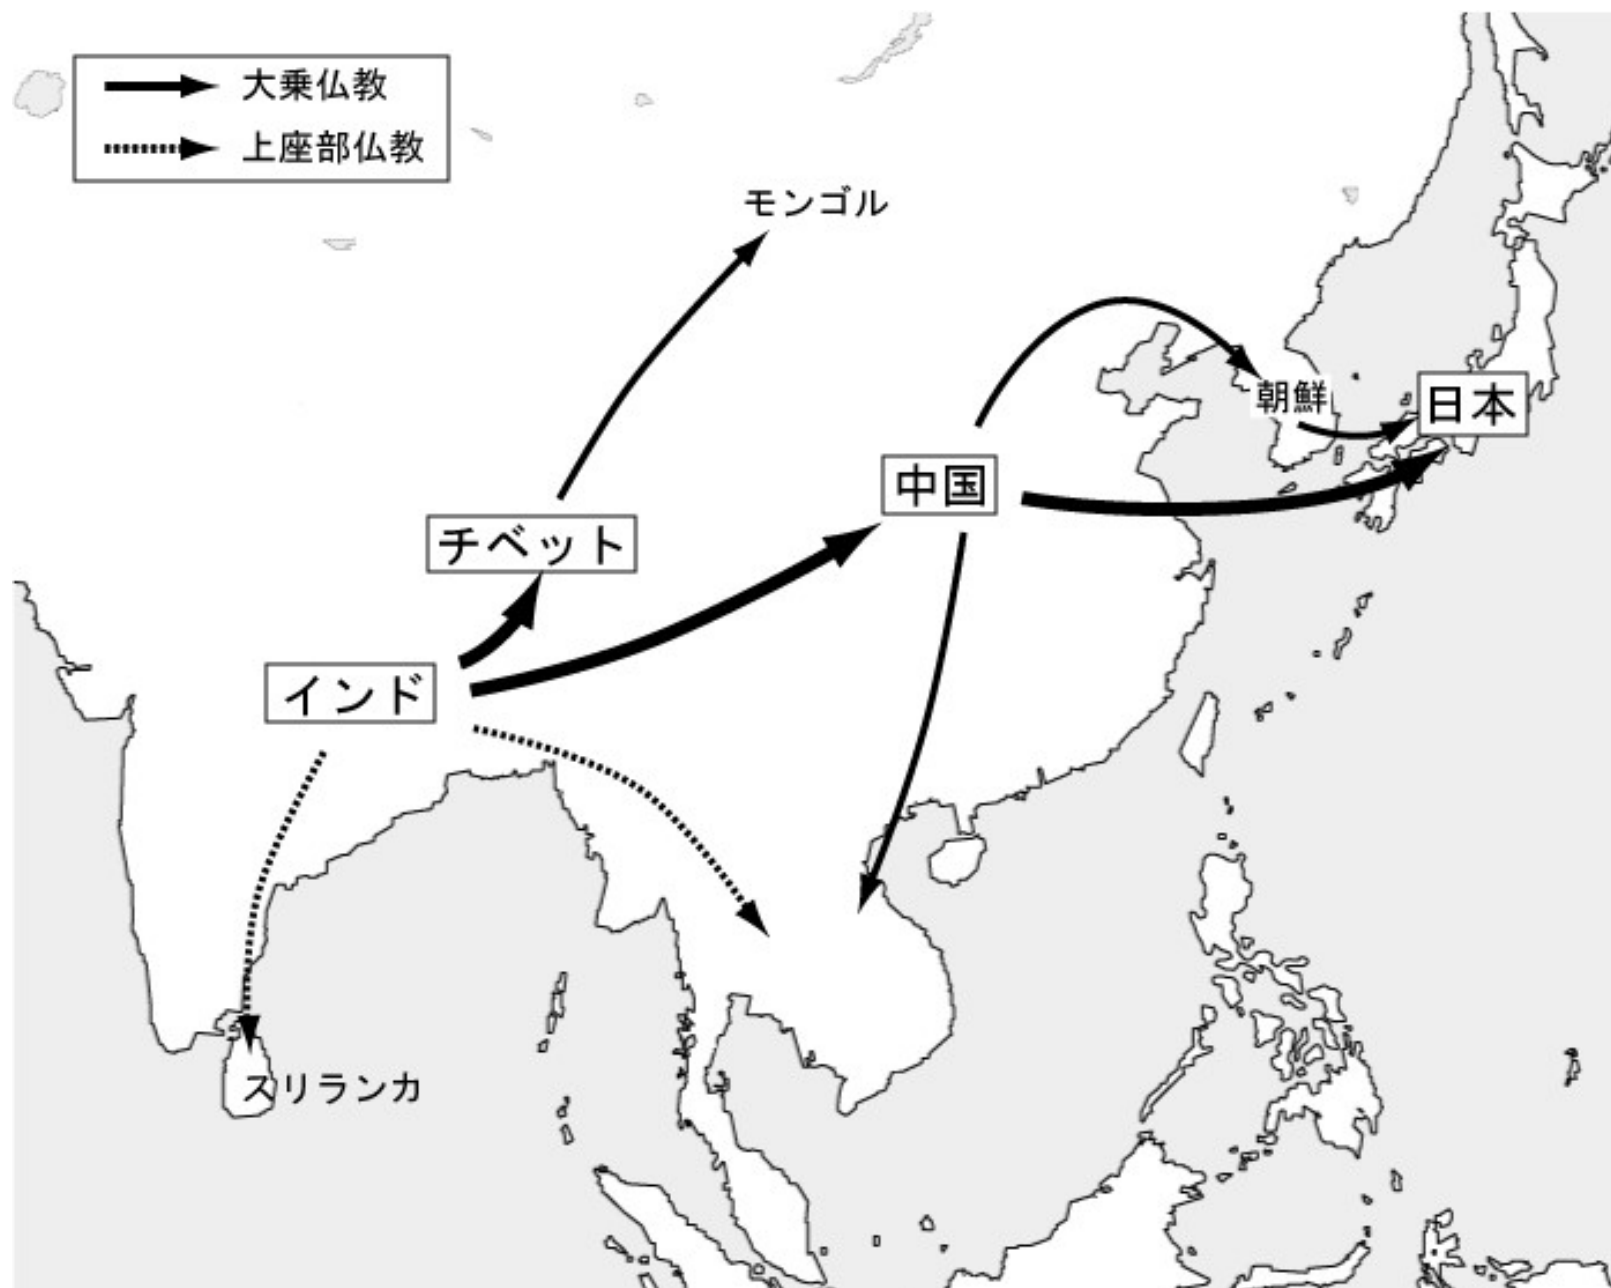 大乗仏教
上座部仏教
モンゴル
朝鮮
日本
中国
チベット
インド
スリランカ